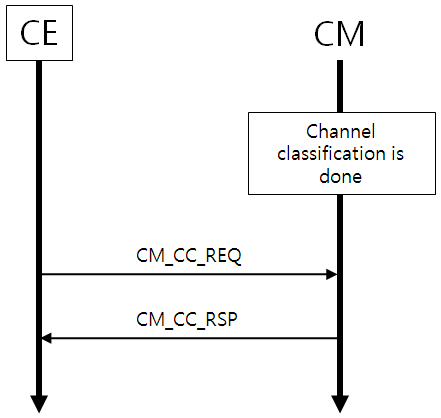 CE
CM
Channel
classification is
done
CM_CC_REQ
CM_CC_RSP